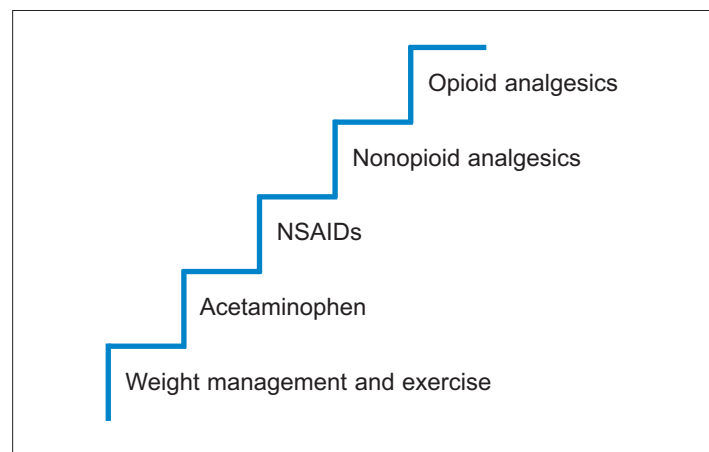 Opioid analgesics
Nonopioid analgesics
NSAIDs
Acetaminophen
Weight management and exercise